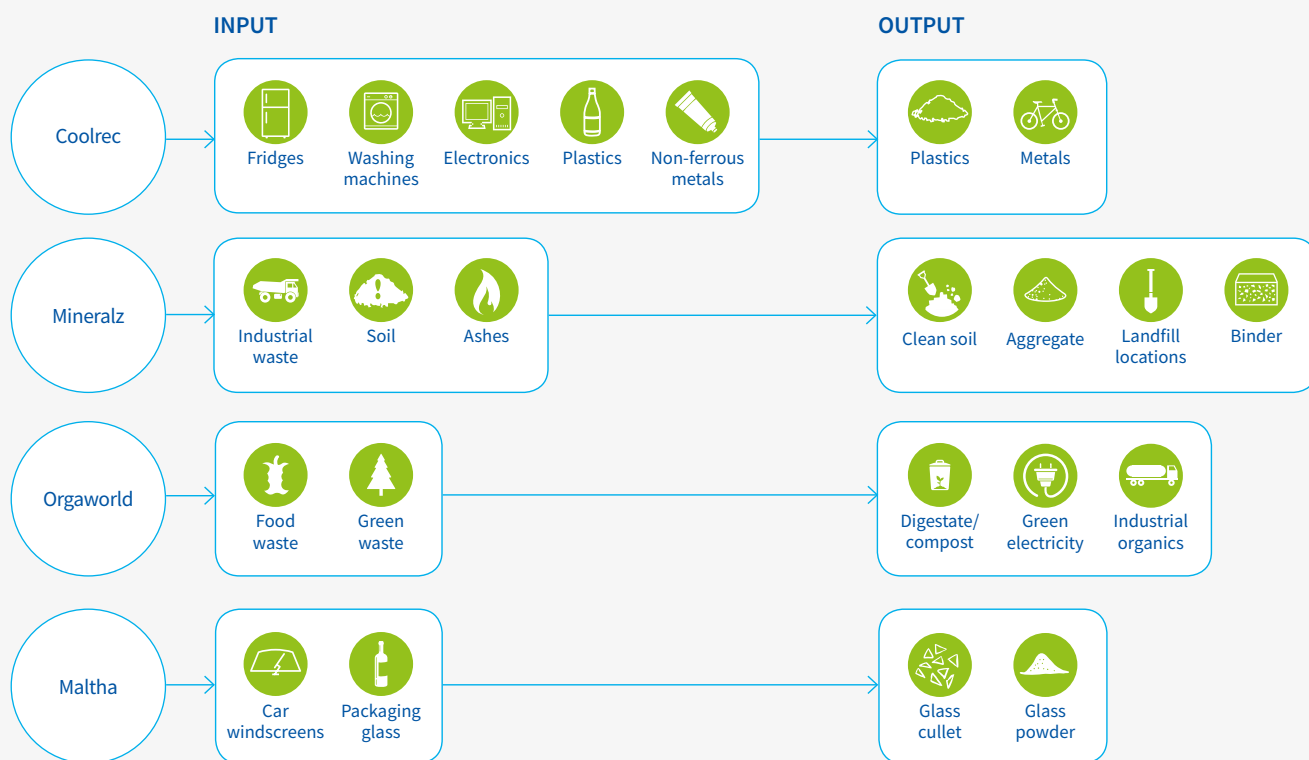 INPUT
OUTPUT
Coolrec
Fridges
Washing
machines
Electronics
Plastics
Non-ferrous
metals
Plastics
Metals
Mineralz
Industrial
waste
Soil
Ashes
Clean soil
Aggregate
Landfill
locations
Binder
Orgaworld
Food
waste
Green
waste
Digestate/
compost
Green
electricity
Industrial
organics
Maltha
Car
windscreens
Packaging
glass
Glass
cullet
Glass
powder